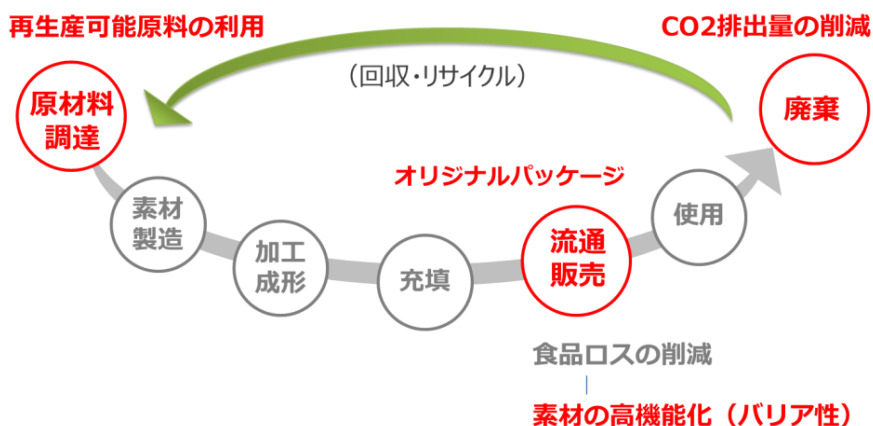 再生産可能原料の利用
CO2排出量の削減
(回収・リサイクル)
原材料
調達
廃棄
オリジナルパッケージ
素材
製造
加工
成形
充填
流通
販売
使用
食品ロスの削減
素材の高機能化(バリア性)